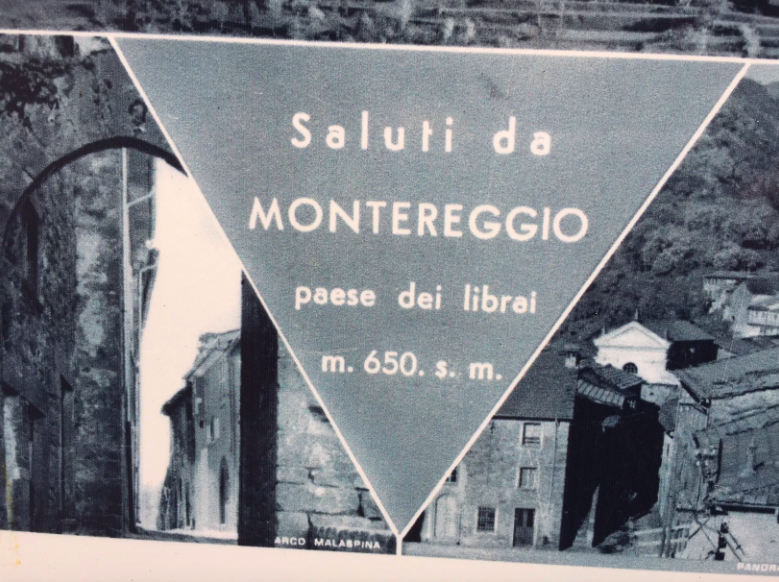 Saluti da
MONTEREGGIO
paese dei librai
m. 650. s. m.
ARCO MALASPINA